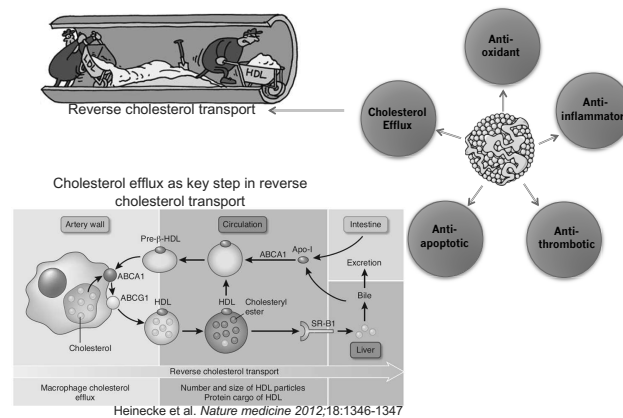 HDL
Reverse cholesterol transport
Anti-
oxidant
Cholesterol
Efflux
Anti-
inflammator
Anti-
apoptotic
Anti-
thrombotic
Cholesterol efflux as key step in reverse
cholesterol transport
Artery wall
Circulation
Intestine
Pre-β-HDL
ABCA1
Apo-I
ABCA1
Excretion
ABCG1
HDL
HDL
Cholesteryl
ester
Bile
SR-B1
Cholesterol
Liver
Reverse cholesterol transport
Macrophage cholesterol
efflux
Number and size of HDL particles
Protein cargo of HDL
Heinecke et al. Nature medicine 2012;18:1346-1347